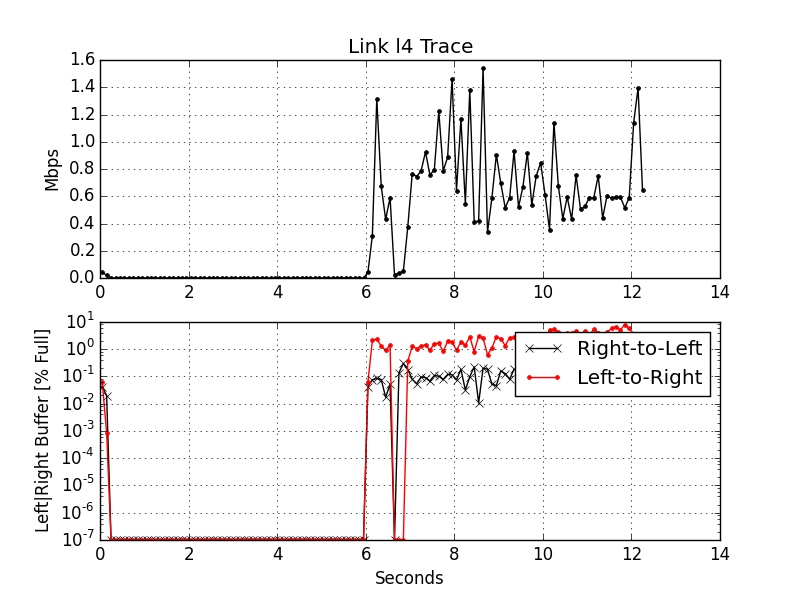 Link l4 Trace
1.6
1.4
1.2
1.0
0.8
0.6
0.4
0.2
0.0
Mbps
0 2 4 6 8 10 12 14
10^1
10^0
10^-1
10^-2
10^-3
10^-4
10^-5
10^-6
10^-7
Left|Right Buffer [% Full]
Right-to-Left
Left-to-Right
0 2 4 6 8 10 12 14
Seconds